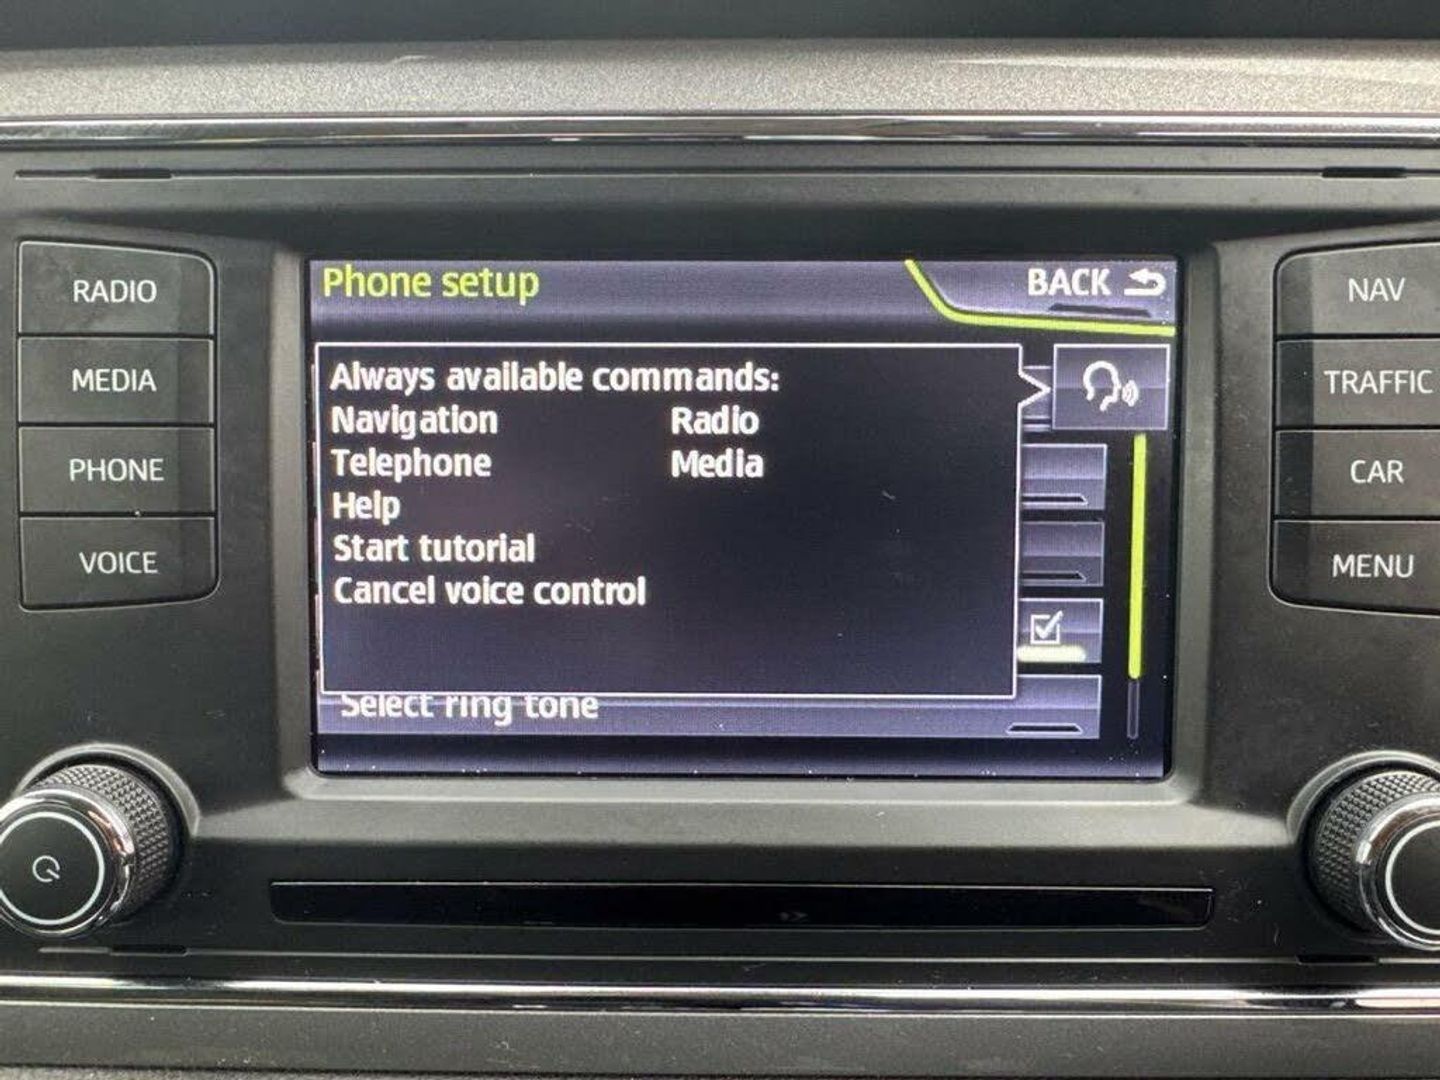 RADIO
MEDIA
PHONE
VOICE
Phone setup
BACK
Always available commands:
Navigation Radio
Telephone Media
Help
Start tutorial
Cancel voice control
Select ring tone
NAV
TRAFFIC
CAR
MENU